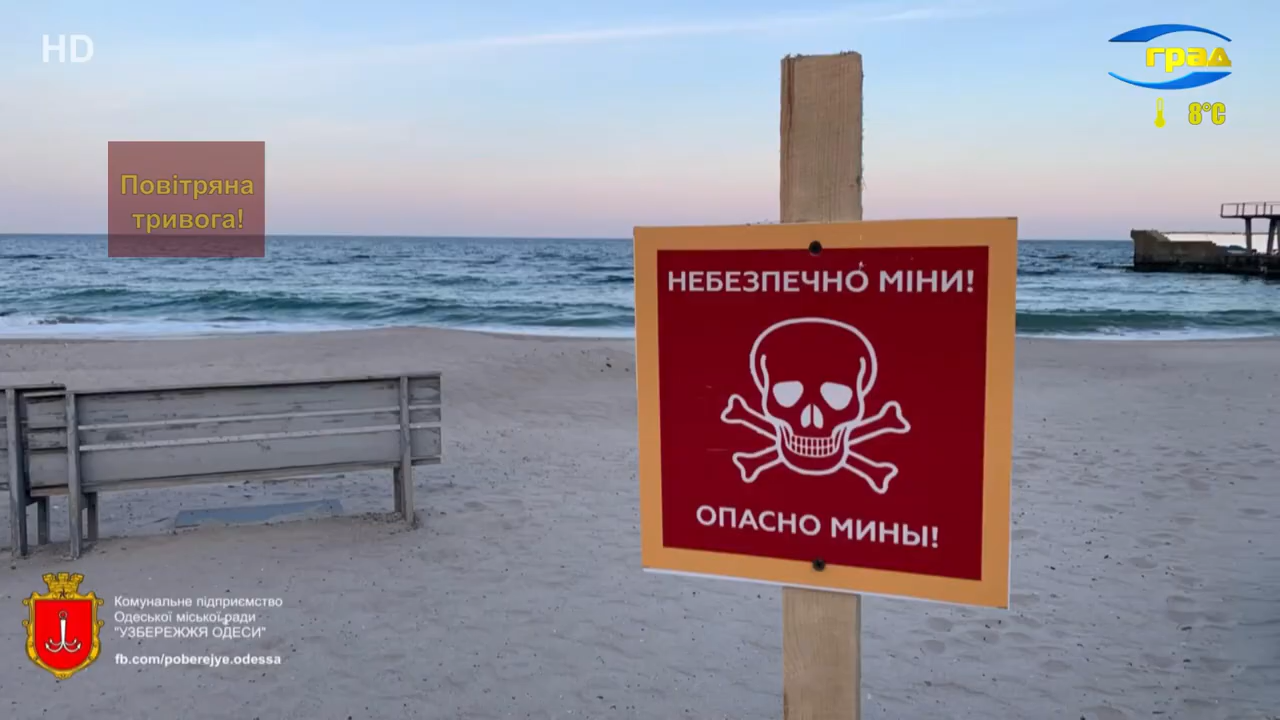 HD
град
8°C
Повітряна
тривога!
НЕБЕЗПЕЧНО МІНИ!
ОПАСНО МИНЫ!
Комунальне підприємство
Одеської міської ради
"УЗБЕРЕЖЖЯ ОДЕСИ"
fb.com/poberejye.odessa